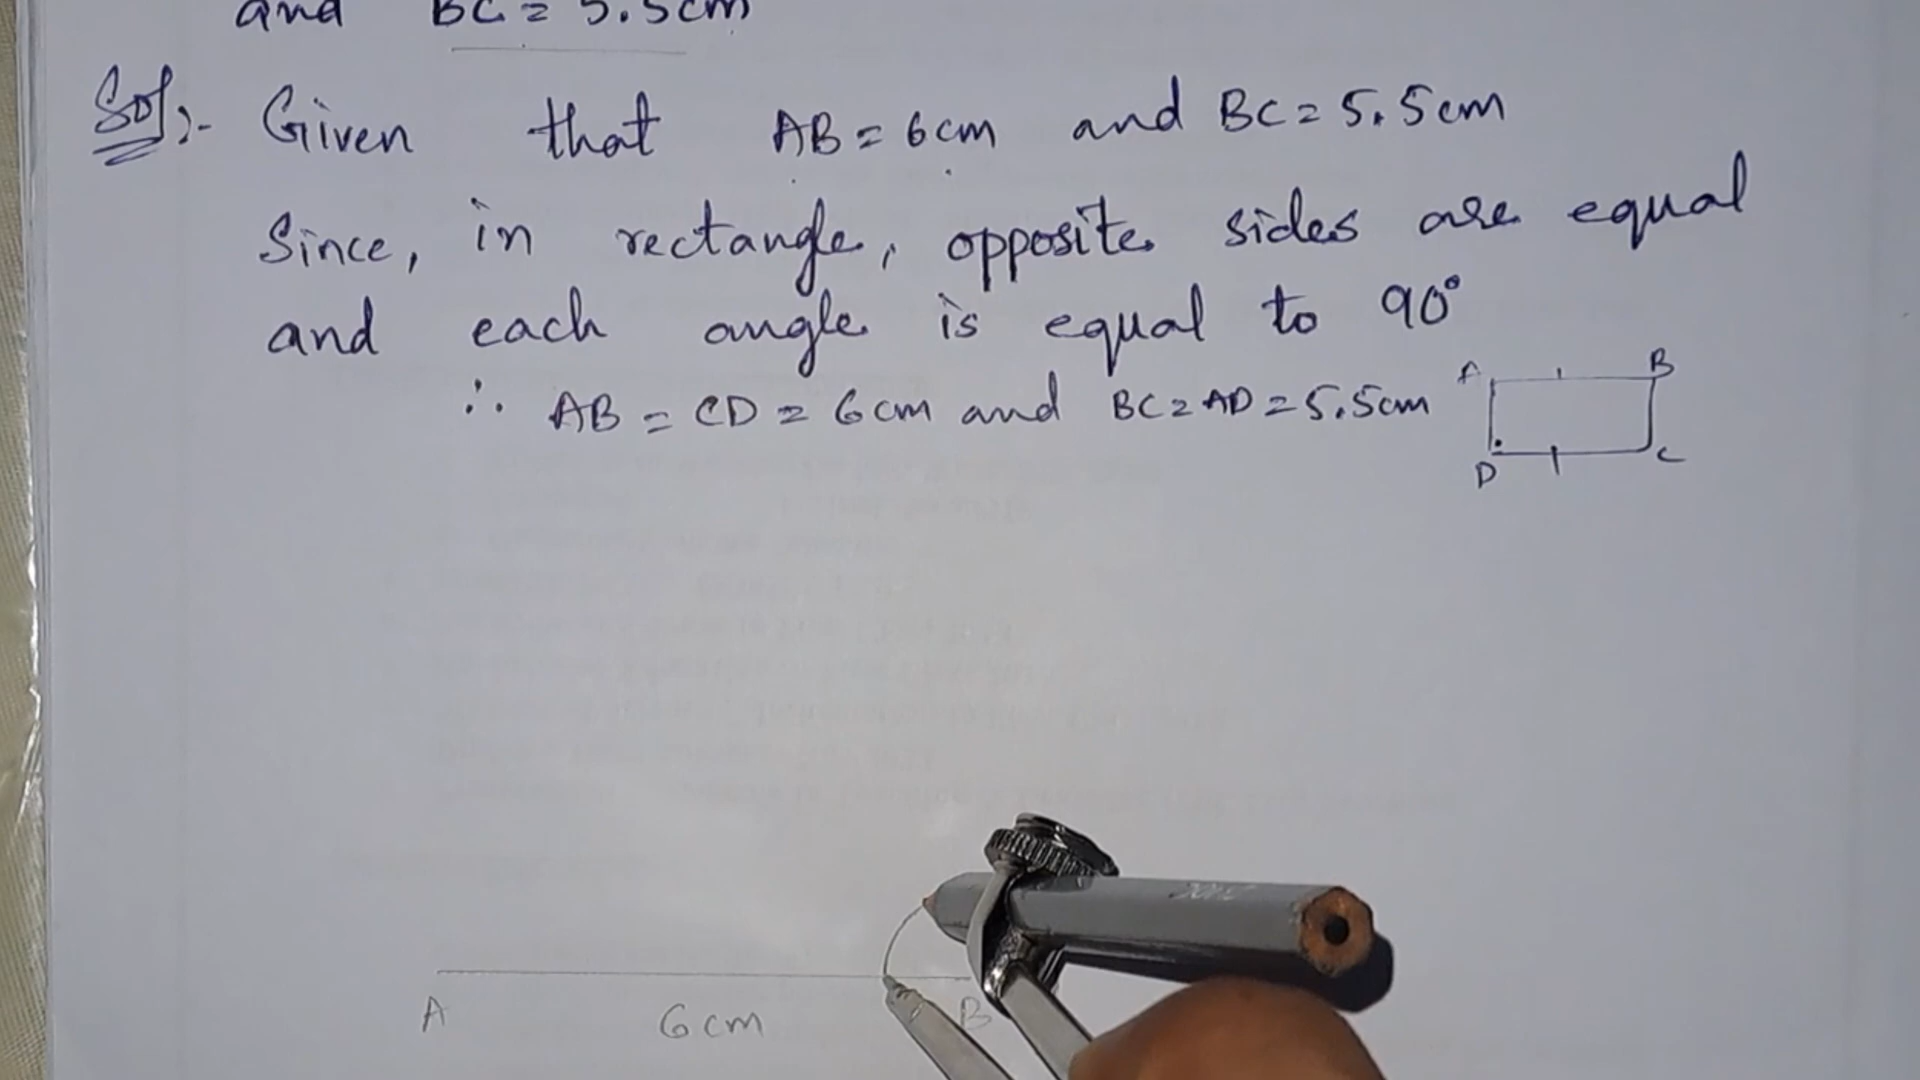 and BC = 5.5cm
Sol:- Given that AB = 6cm and BC = 5.5cm
Since, in rectangle, opposite sides are equal
and each angle is equal to 90°
∴ AB = CD = 6cm and BC = AD = 5.5cm
A B
D C
A 6cm B